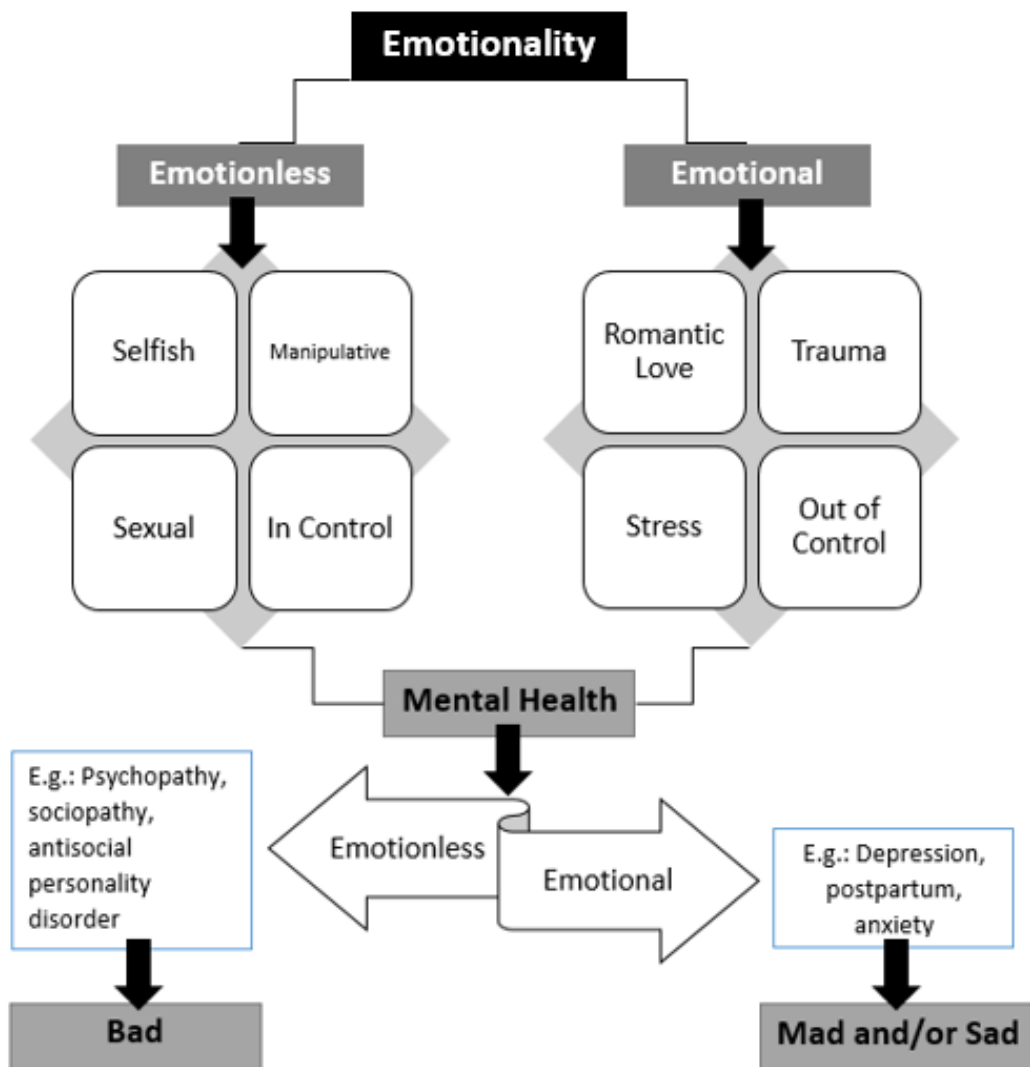 Emotionality
Emotionless
Emotional
Selfish
Manipulative
Sexual
In Control
Romantic
Love
Trauma
Stress
Out of
Control
Mental Health
E.g.: Psychopathy,
sociopathy,
antisocial
personality
disorder
Emotionless
Emotional
E.g.: Depression,
postpartum,
anxiety
Bad
Mad and/or Sad